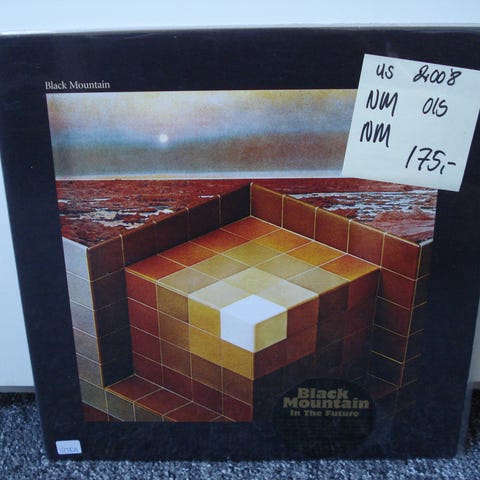 Black Mountain
US 2008
NM OIS
NM
175,-
Black
Mountain
In The Future